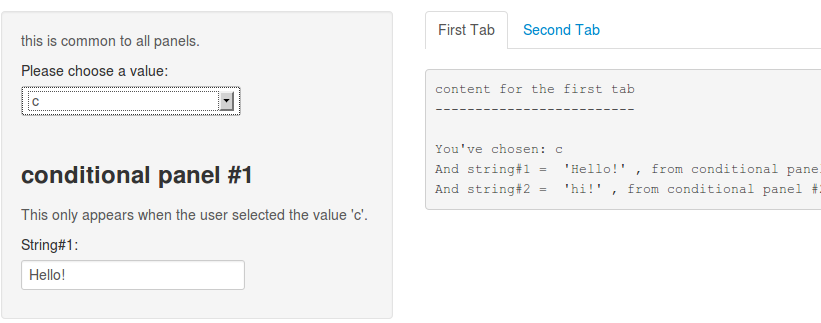 this is common to all panels.
Please choose a value:
c
conditional panel #1
This only appears when the user selected the value 'c'.
String#1:
Hello!
First Tab
Second Tab
content for the first tab
-------------------------
You've chosen: c
And string#1 =  'Hello!' , from conditional pane
And string#2 =  'hi!' , from conditional panel #